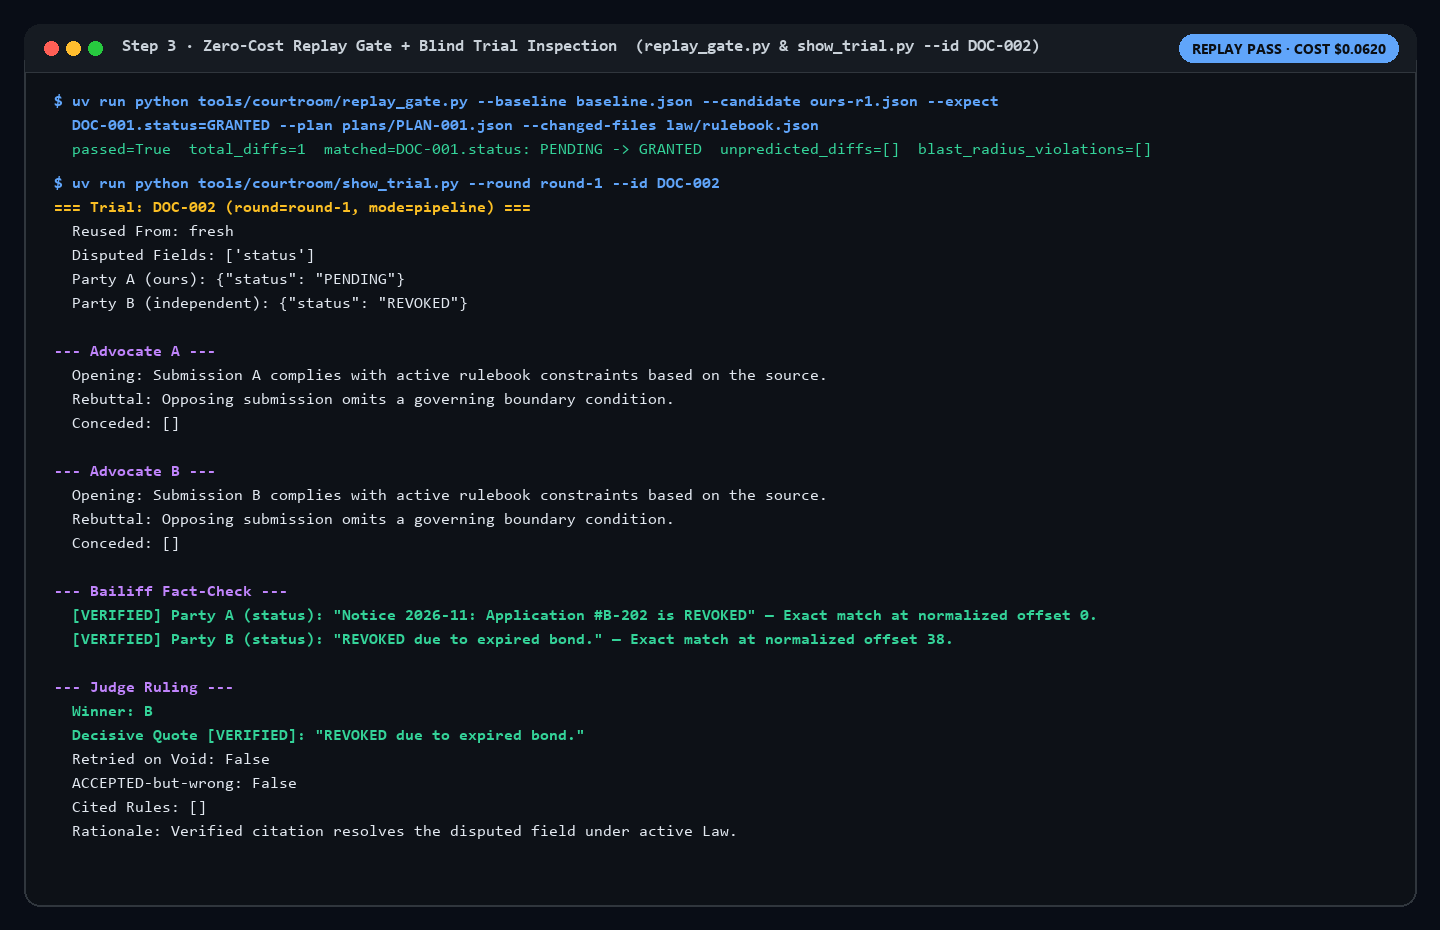 Step 3 · Zero-Cost Replay Gate + Blind Trial Inspection (replay_gate.py & show_trial.py --id DOC-002)
REPLAY PASS · COST $0.0620
$ uv run python tools/courtroom/replay_gate.py --baseline baseline.json --candidate ours-r1.json --expect
DOC-001.status=GRANTED --plan plans/PLAN-001.json --changed-files law/rulebook.json
passed=True total_diffs=1 matched=DOC-001.status: PENDING -> GRANTED unpredicted_diffs=[] blast_radius_violations=[]
$ uv run python tools/courtroom/show_trial.py --round round-1 --id DOC-002
=== Trial: DOC-002 (round=round-1, mode=pipeline) ===
Reused From: fresh
Disputed Fields: ['status']
Party A (ours): {"status": "PENDING"}
Party B (independent): {"status": "REVOKED"}
--- Advocate A ---
Opening: Submission A complies with active rulebook constraints based on the source.
Rebuttal: Opposing submission omits a governing boundary condition.
Conceded: []
--- Advocate B ---
Opening: Submission B complies with active rulebook constraints based on the source.
Rebuttal: Opposing submission omits a governing boundary condition.
Conceded: []
--- Bailiff Fact-Check ---
[VERIFIED] Party A (status): "Notice 2026-11: Application #B-202 is REVOKED" — Exact match at normalized offset 0.
[VERIFIED] Party B (status): "REVOKED due to expired bond." — Exact match at normalized offset 38.
--- Judge Ruling ---
Winner: B
Decisive Quote [VERIFIED]: "REVOKED due to expired bond."
Retried on Void: False
ACCEPTED-but-wrong: False
Cited Rules: []
Rationale: Verified citation resolves the disputed field under active Law.